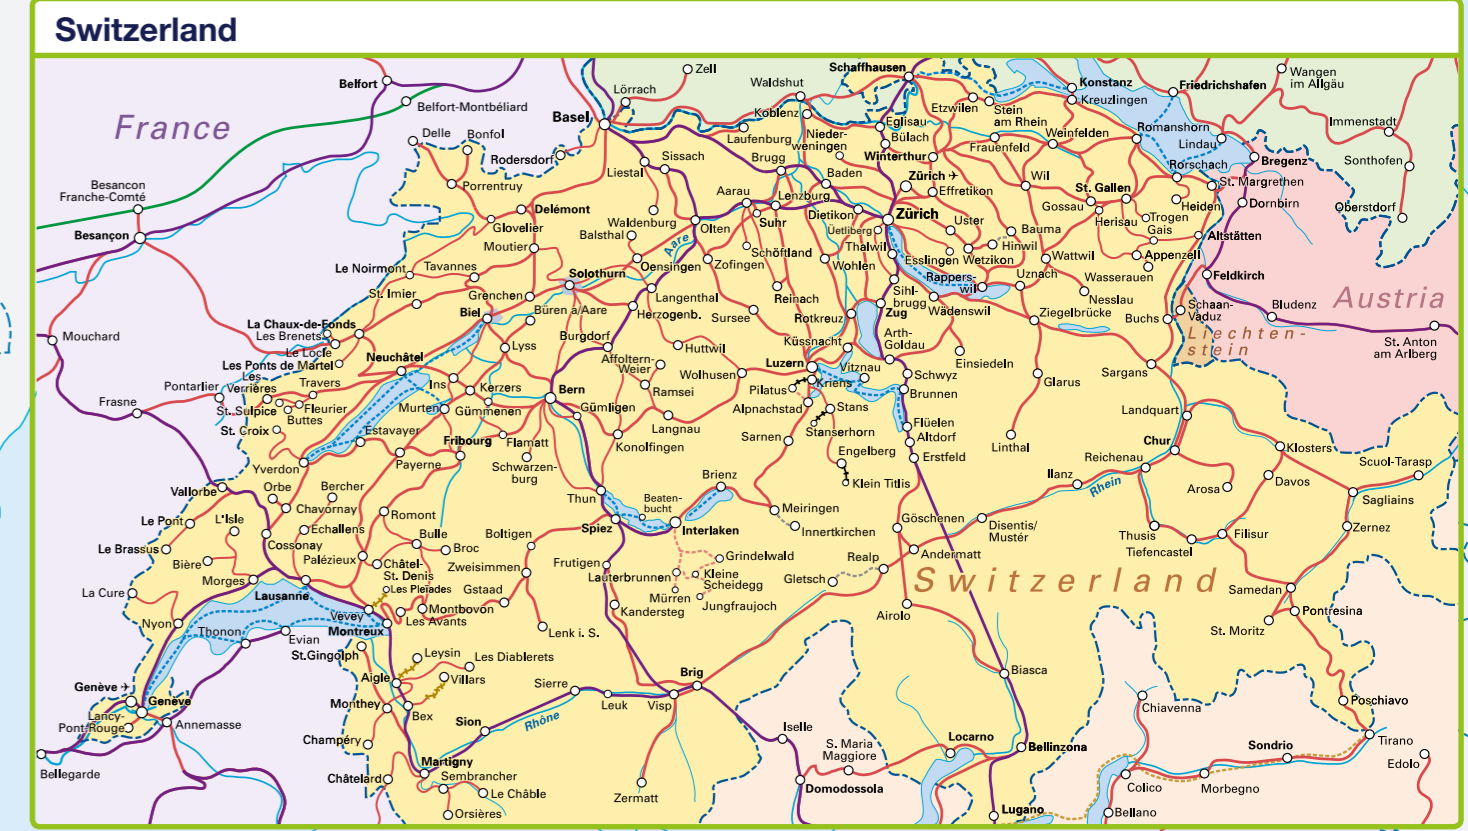 Switzerland
Zell
Schaffhausen
Wangen
im Allgäu
Belfort
Lörrach
Waldshut
Konstanz
Friedrichshafen
Belfort-Montbéliard
Kreuzlingen
France
Basel
Koblenz
Etzwilen
Stein
am Rhein
Eglisau
Immenstadt
Delle
Bonfol
Laufenburg
Nieder-
weningen
Bülach
Weinfelden
Romanshorn
Lindau
Rodersdorf
Sissach
Brugg
Winterthur
Frauenfeld
Bregenz
Sonthofen
Liestal
Baden
Zürich
Wil
Rorschach
St. Margrethen
Besancon
Franche-Comté
Porrentruy
Aarau
Lenzburg
Effretikon
St. Gallen
Delémont
Dietikon
Zürich
Gossau
Heiden
Dornbirn
Oberstdorf
Waldenburg
Suhr
Uster
Herisau
Trogen
Gais
Besançon
Glovelier
Balsthal
Olten
Üetliberg
Bauma
Altstätten
Moutier
Aare
Thalwil
Hinwil
Schöftland
Esslingen
Wetzikon
Wattwil
Appenzell
Le Noirmont
Tavannes
Oensingen
Zofingen
Wohlen
Solothurn
Rappers-
wil
Uznach
Wasserauen
Feldkirch
St. Imier
Grenchen
Langenthal
Reinach
Sihl-
brugg
Nesslau
Austria
Büren a/Aare
Herzogenb.
Sursee
Rotkreuz
Zug
Wädenswil
Ziegelbrücke
Buchs
Schaan-
Vaduz
Bludenz
Biel
La Chaux-de-Fonds
Les Brenets
Mouchard
Burgdorf
Arth-
Goldau
Liechten-
stein
St. Anton
am Arlberg
Le Locle
Lyss
Huttwil
Küssnacht
Neuchâtel
Les Ponts de Martel
Affoltern-
Weier
Luzern
Vitznau
Einsiedeln
Sargans
Les
Verrières
Travers
Ins
Kerzers
Bern
Wolhusen
Kriens
Schwyz
Glarus
Pontarlier
Ramsei
Pilatus
Brunnen
Frasne
St. Sulpice
Fleurier
Buttes
Murten
Gümmenen
Gümligen
Alpnachstad
Stans
Landquart
St. Croix
Estavayer
Langnau
Stanserhorn
Flüelen
Fribourg
Flamatt
Sarnen
Altdorf
Chur
Konolfingen
Linthal
Klosters
Engelberg
Erstfeld
Reichenau
Yverdon
Payerne
Schwarzen-
burg
Scuol-Tarasp
Brienz
Ilanz
Klein Titlis
Rhein
Arosa
Davos
Vallorbe
Orbe
Bercher
Thun
Beaten-
bucht
Sagliains
Chavornay
Meiringen
Le Pont
L'Isle
Romont
Göschenen
Disentis/
Mustér
Echallens
Spiez
Interlaken
Innertkirchen
Thusis
Zernez
Bulle
Boltigen
Filisur
Le Brassus
Cossonay
Broc
Tiefencastel
Palézieux
Grindelwald
Realp
Andermatt
Bière
Châtel-
St. Denis
Zweisimmen
Frutigen
Lauterbrunnen
Kleine
Scheidegg
Gletsch
Switzerland
Morges
Les Pleiades
Gstaad
Samedan
La Cure
Lausanne
Mürren
Jungfraujoch
Montbovon
Kandersteg
Pontresina
Vevey
Airolo
Nyon
Les Avants
Thonon
Montreux
Lenk i. S.
St. Moritz
Evian
St.Gingolph
Leysin
Les Diablerets
Biasca
Aigle
Villars
Sierre
Brig
Genève
Genève
Monthey
Leuk
Visp
Poschiavo
Lancy-
Pont-Rouge
Bex
Sion
Rhône
Chiavenna
Annemasse
Iselle
Locarno
Champéry
S. Maria
Maggiore
Bellinzona
Sondrio
Tirano
Bellegarde
Martigny
Edolo
Châtelard
Sembrancher
Domodossola
Colico
Morbegno
Le Châble
Zermatt
Orsières
Lugano
Bellano